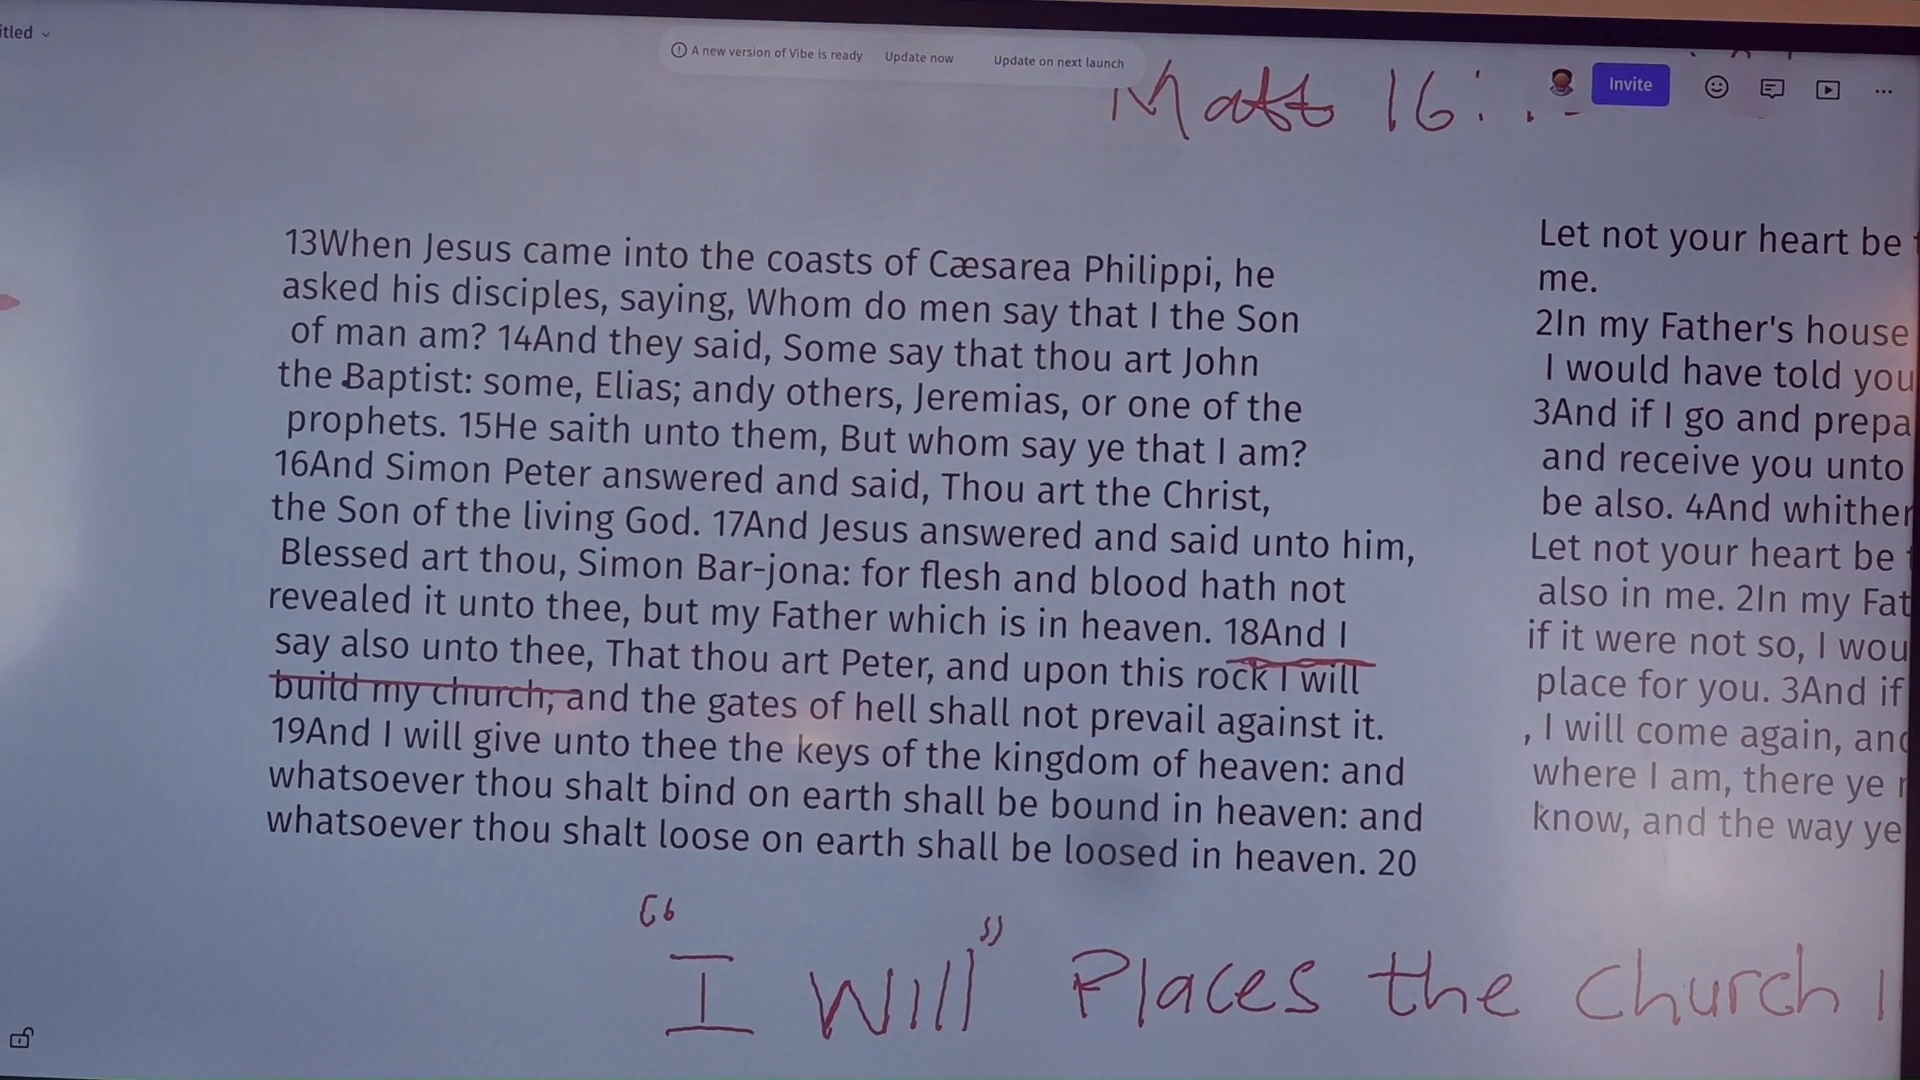 itled
A new version of Vibe is ready Update now Update on next launch
Invite
Matt 16:
13When Jesus came into the coasts of Cæsarea Philippi, he
asked his disciples, saying, Whom do men say that I the Son
of man am? 14And they said, Some say that thou art John
the Baptist: some, Elias; andy others, Jeremias, or one of the
prophets. 15He saith unto them, But whom say ye that I am?
16And Simon Peter answered and said, Thou art the Christ,
the Son of the living God. 17And Jesus answered and said unto him,
Blessed art thou, Simon Bar-jona: for flesh and blood hath not
revealed it unto thee, but my Father which is in heaven. 18And I
say also unto thee, That thou art Peter, and upon this rock I will
build my church; and the gates of hell shall not prevail against it.
19And I will give unto thee the keys of the kingdom of heaven: and
whatsoever thou shalt bind on earth shall be bound in heaven: and
whatsoever thou shalt loose on earth shall be loosed in heaven. 20
Let not your heart be
me.
2In my Father's house
I would have told you
3And if I go and prepa
and receive you unto
be also. 4And whither
Let not your heart be
also in me. 2In my Fat
if it were not so, I wou
place for you. 3And if
, I will come again, and
where I am, there ye
know, and the way ye
"I Will" Places the Church